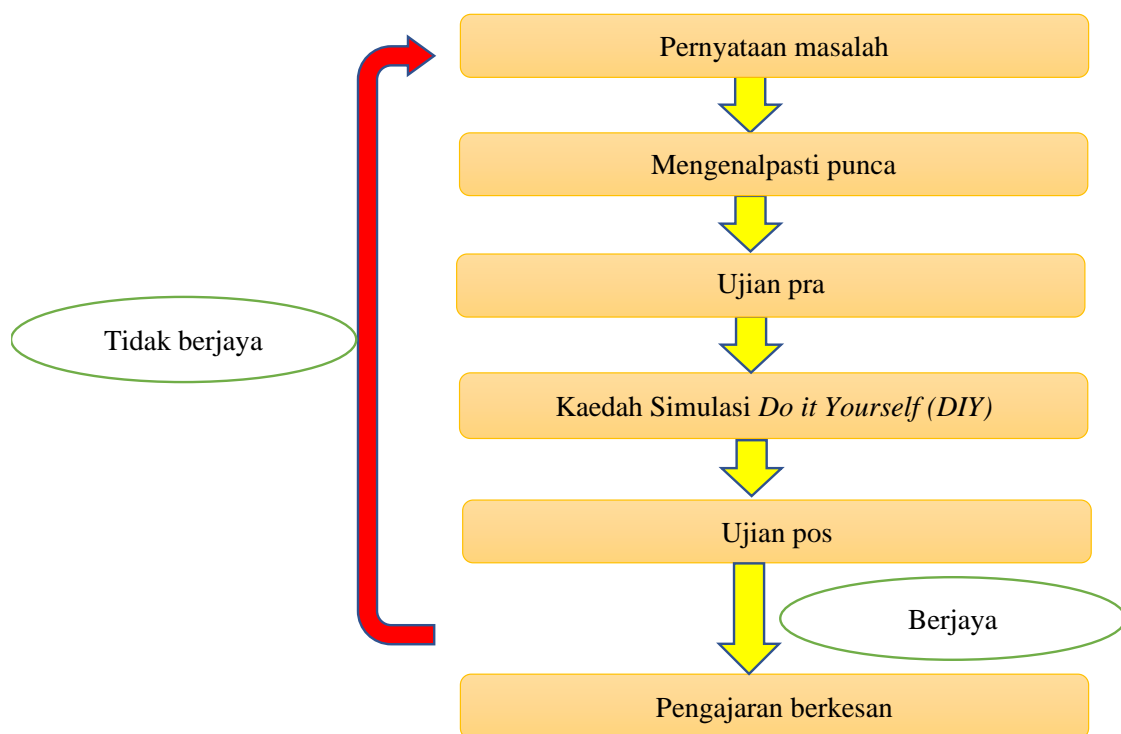 Pernyataan masalah
Mengenalpasti punca
Ujian pra
Tidak berjaya
Kaedah Simulasi Do it Yourself (DIY)
Ujian pos
Berjaya
Pengajaran berkesan